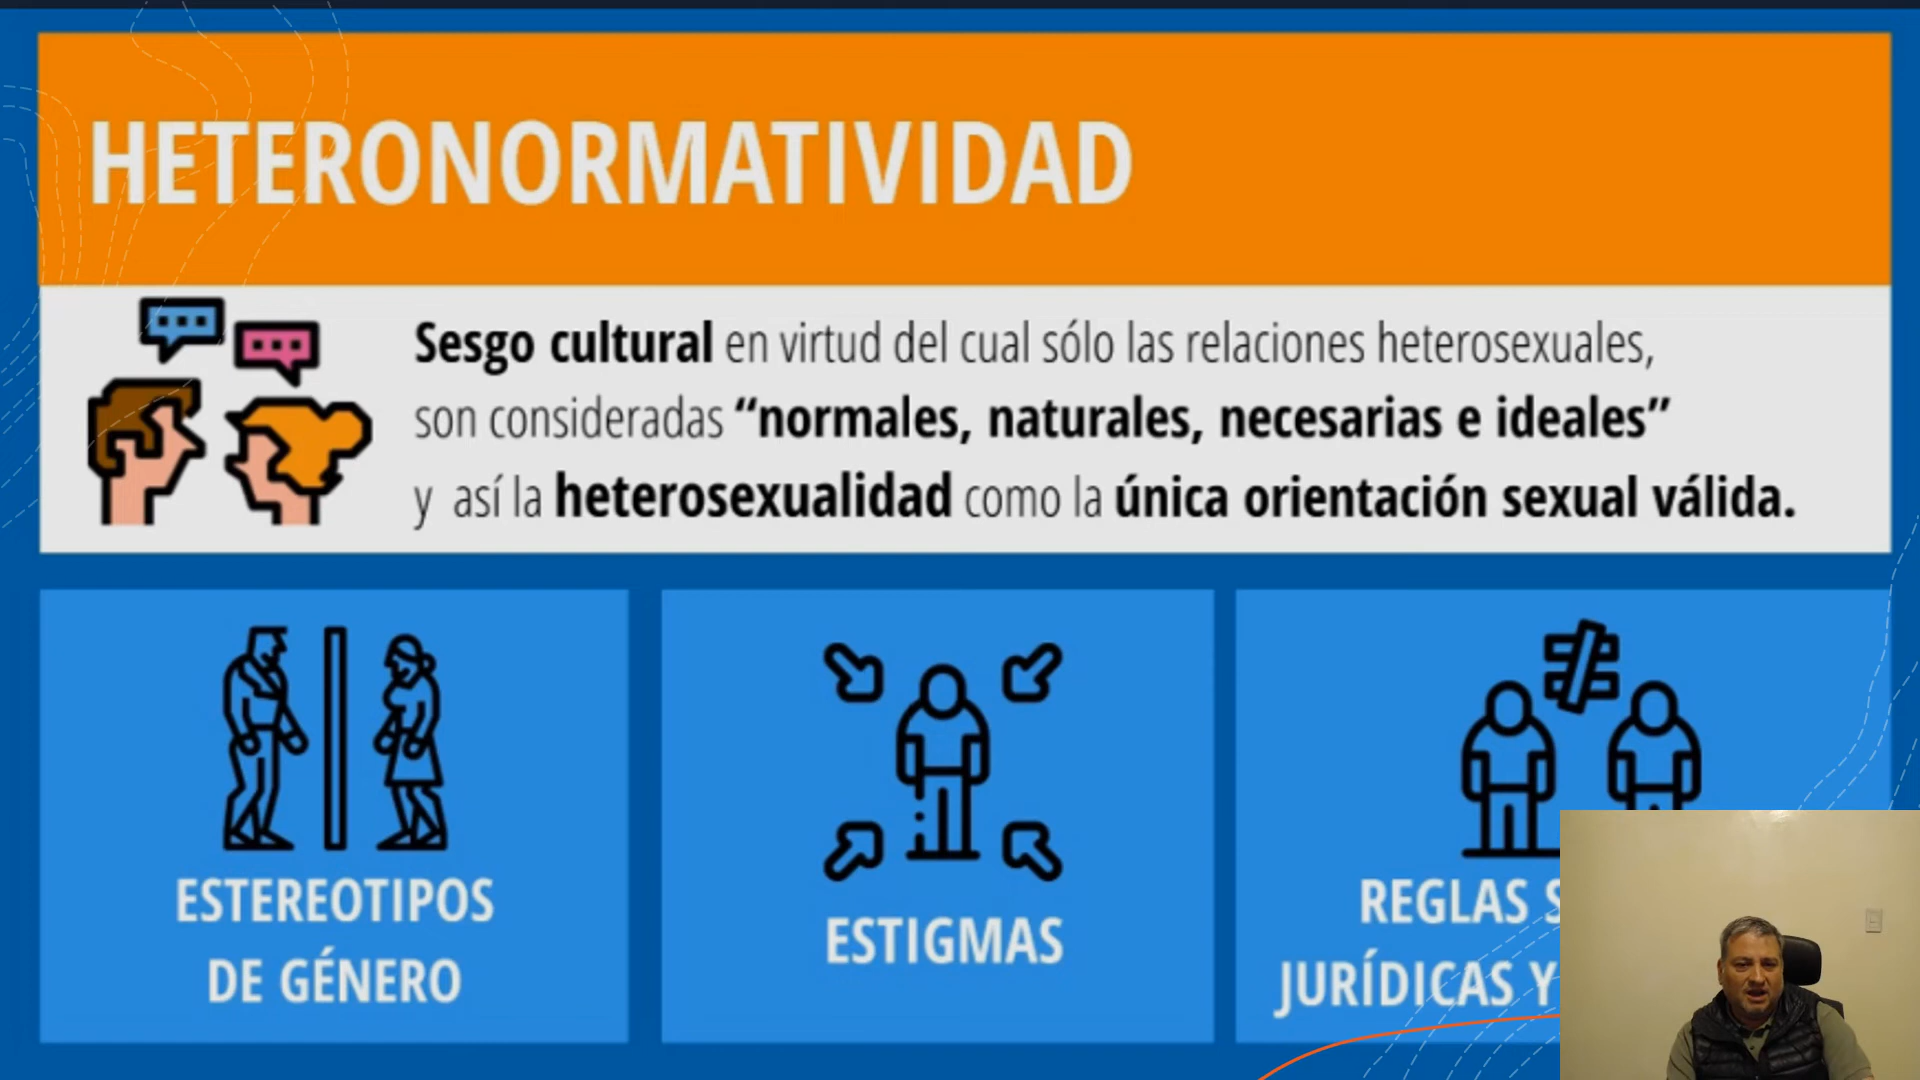 HETERONORMATIVIDAD
Sesgo cultural en virtud del cual sólo las relaciones heterosexuales,
son consideradas “normales, naturales, necesarias e ideales”
y así la heterosexualidad como la única orientación sexual válida.
ESTEREOTIPOS
DE GÉNERO
ESTIGMAS
REGLAS
JURÍDICAS Y